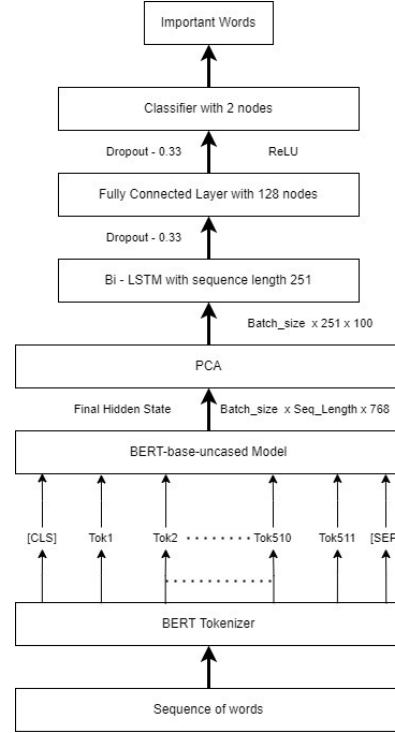 Important Words
Classifier with 2 nodes
Dropout - 0.33 ReLU
Fully Connected Layer with 128 nodes
Dropout - 0.33
Bi - LSTM with sequence length 251
Batch_size x 251 x 100
PCA
Final Hidden State Batch_size x Seq_Length x 768
BERT-base-uncased Model
[CLS] Tok1 Tok2 Tok510 Tok511 [SEP
BERT Tokenizer
Sequence of words